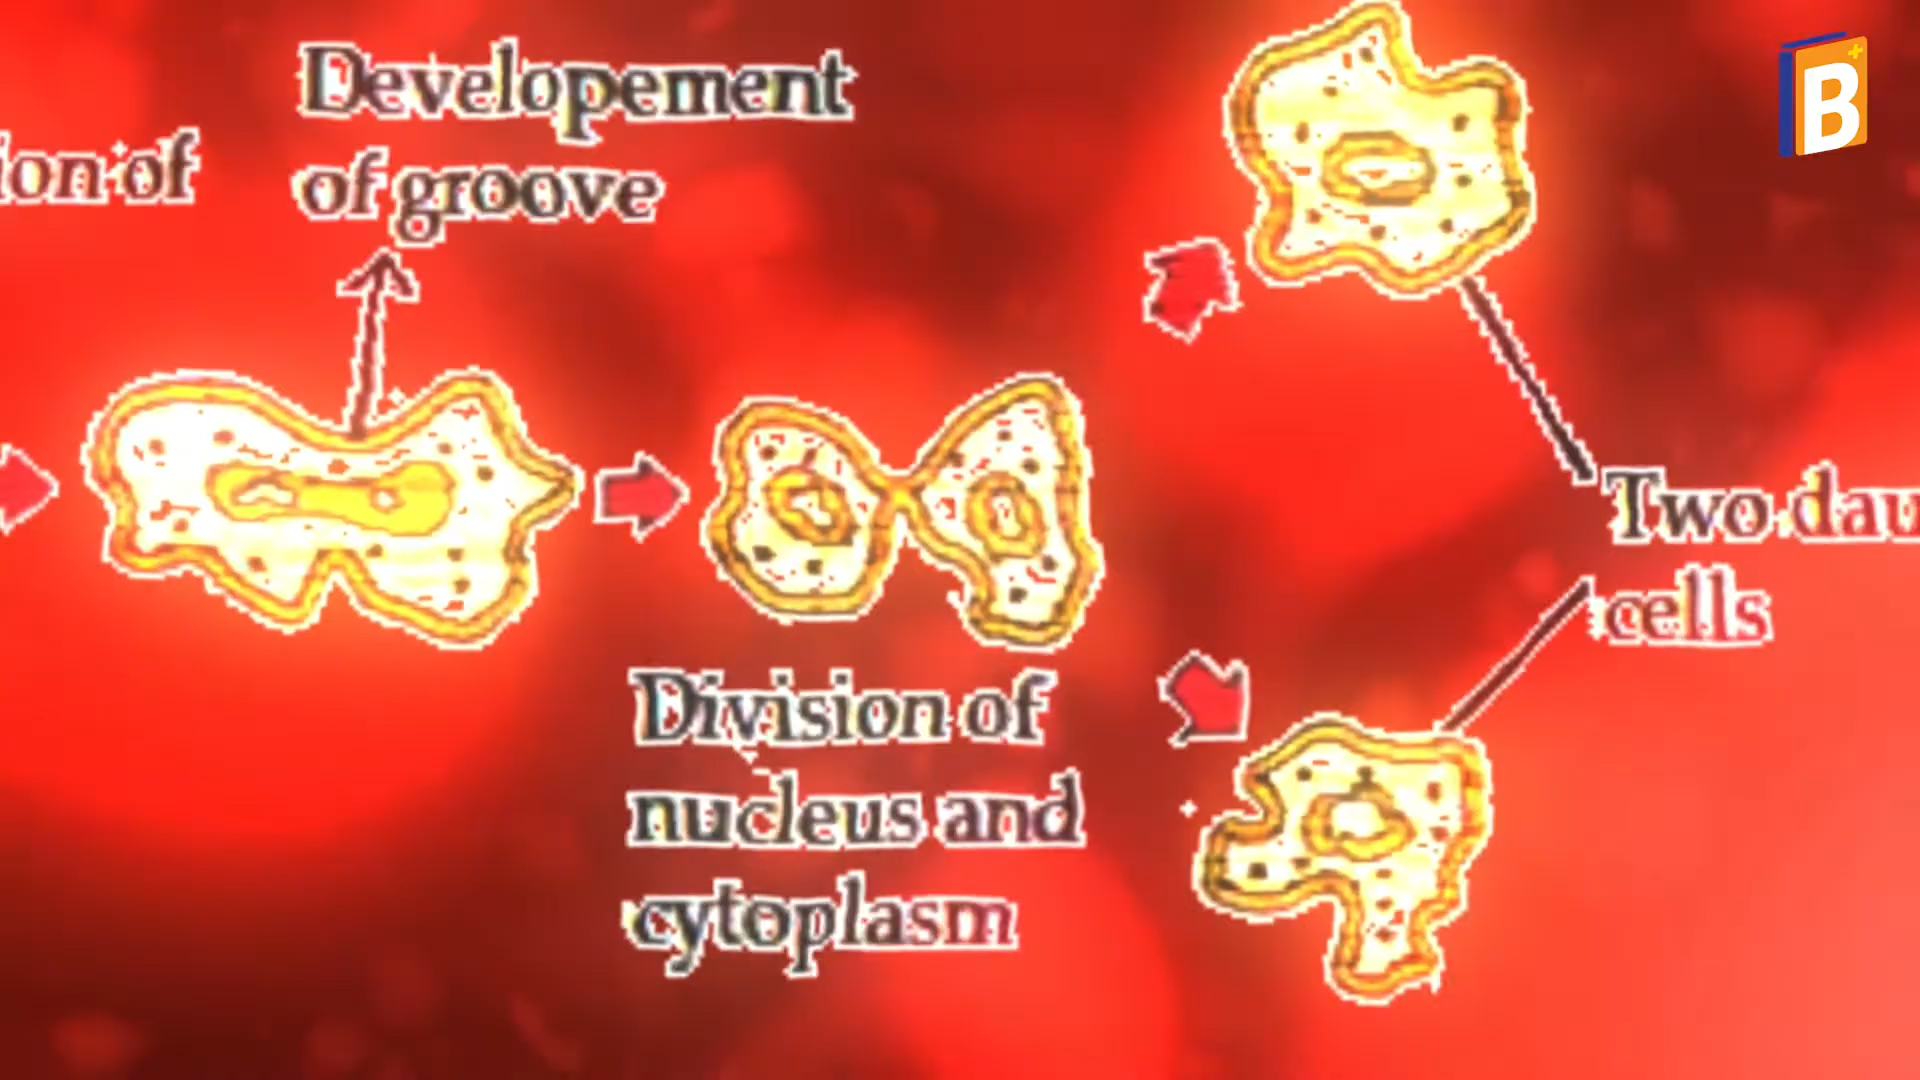 ion of
Developement
of groove
Two dau
cells
Division of
nucleus and
cytoplasm
B